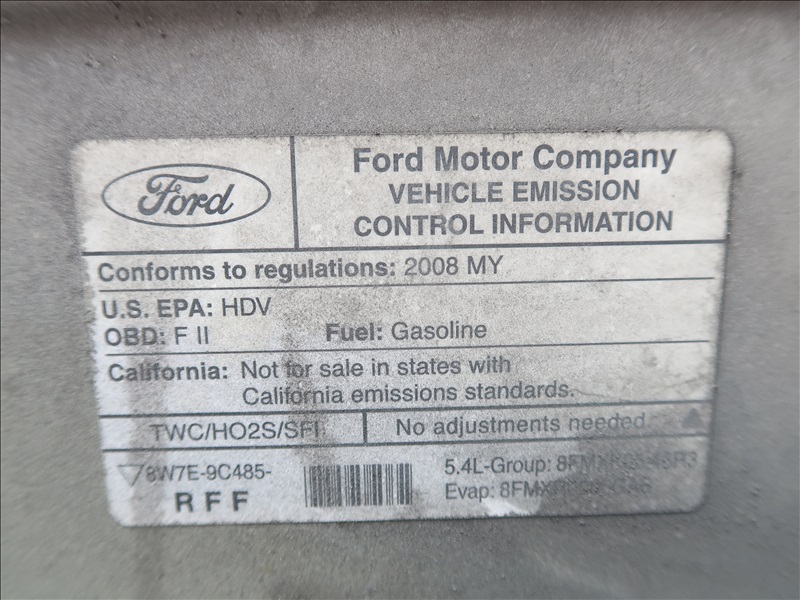 Ford
Ford Motor Company
VEHICLE EMISSION
CONTROL INFORMATION
Conforms to regulations: 2008 MY
U.S. EPA: HDV
OBD: F II Fuel: Gasoline
California: Not for sale in states with
California emissions standards.
TWC/HO2S/SFI No adjustments needed
8W7E-9C485-
RFF
5.4L-Group:
Evap: